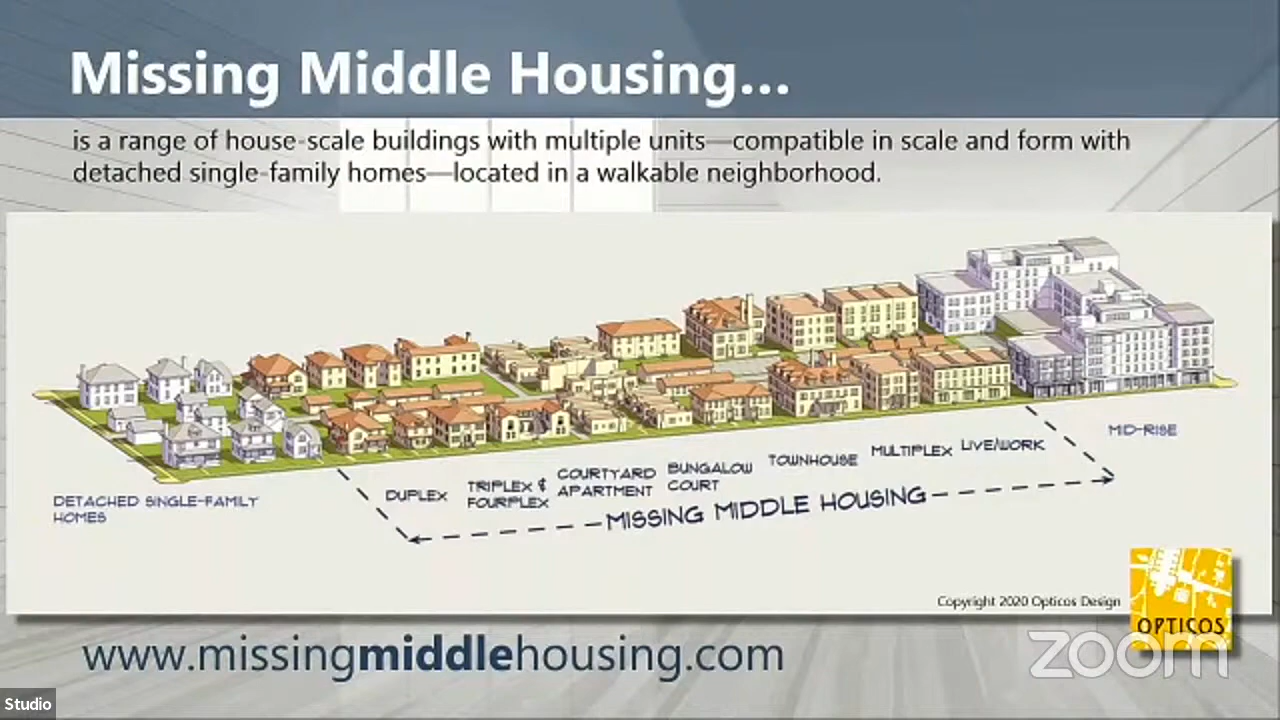 Missing Middle Housing...
is a range of house-scale buildings with multiple units—compatible in scale and form with
detached single-family homes—located in a walkable neighborhood.
DETACHED SINGLE-FAMILY
HOMES
DUPLEX
TRIPLEX &
FOURPLEX
COURTYARD
APARTMENT
BUNGALOW
COURT
TOWNHOUSE
MULTIPLEX
LIVE/WORK
MID-RISE
MISSING MIDDLE HOUSING
Copyright 2020 Opticos Design
OPTICOS
www.missingmiddlehousing.com
zoom
Studio